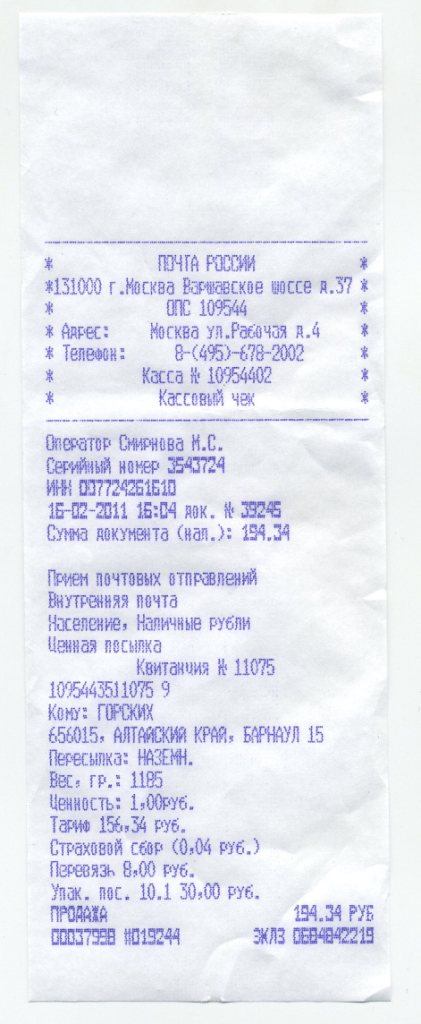 * ПОЧТА РОССИИ *
*131000 г.Москва Варшавское шоссе д.37 *
* ОПС 109544 *
* Адрес: Москва ул.Рабочая д.4 *
* Телефон: 8-(495)-678-2002 *
* Касса № 10954402 *
* Кассовый чек *
Оператор Смирнова М.С.
Серийный номер 3543724
ИНН 007724261610
16-02-2011 16:04 док. № 39245
Сумма документа (нал.): 194.34
Прием почтовых отправлений
Внутренняя почта
Население, Наличные рубли
Ценная посылка
Квитанция № 11075
1095443511075 9
Кому: ГОРСКИХ
656015, АЛТАЙСКИЙ КРАЙ, БАРНАУЛ 15
Пересылка: НАЗЕМН.
Вес, гр.: 1185
Ценность: 1,00руб.
Тариф 156,34 руб.
Страховой сбор (0,04 руб.)
Перевязь 8,00 руб.
Упак. пос. 10.1 30,00 руб.
ПРОДАЖА 194.34 РУБ
00037998 #019244 ЭКЛЗ 0684842219